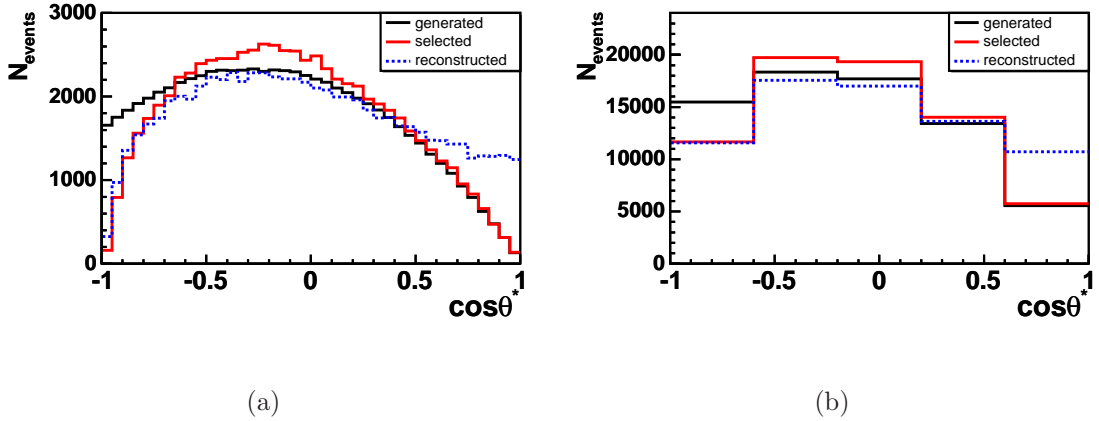 N_events
3000
2000
1000
0
-1
-0.5
0
0.5
1
cosθ*
generated
selected
reconstructed
(a)
N_events
20000
15000
10000
5000
0
-1
-0.5
0
0.5
1
cosθ*
generated
selected
reconstructed
(b)